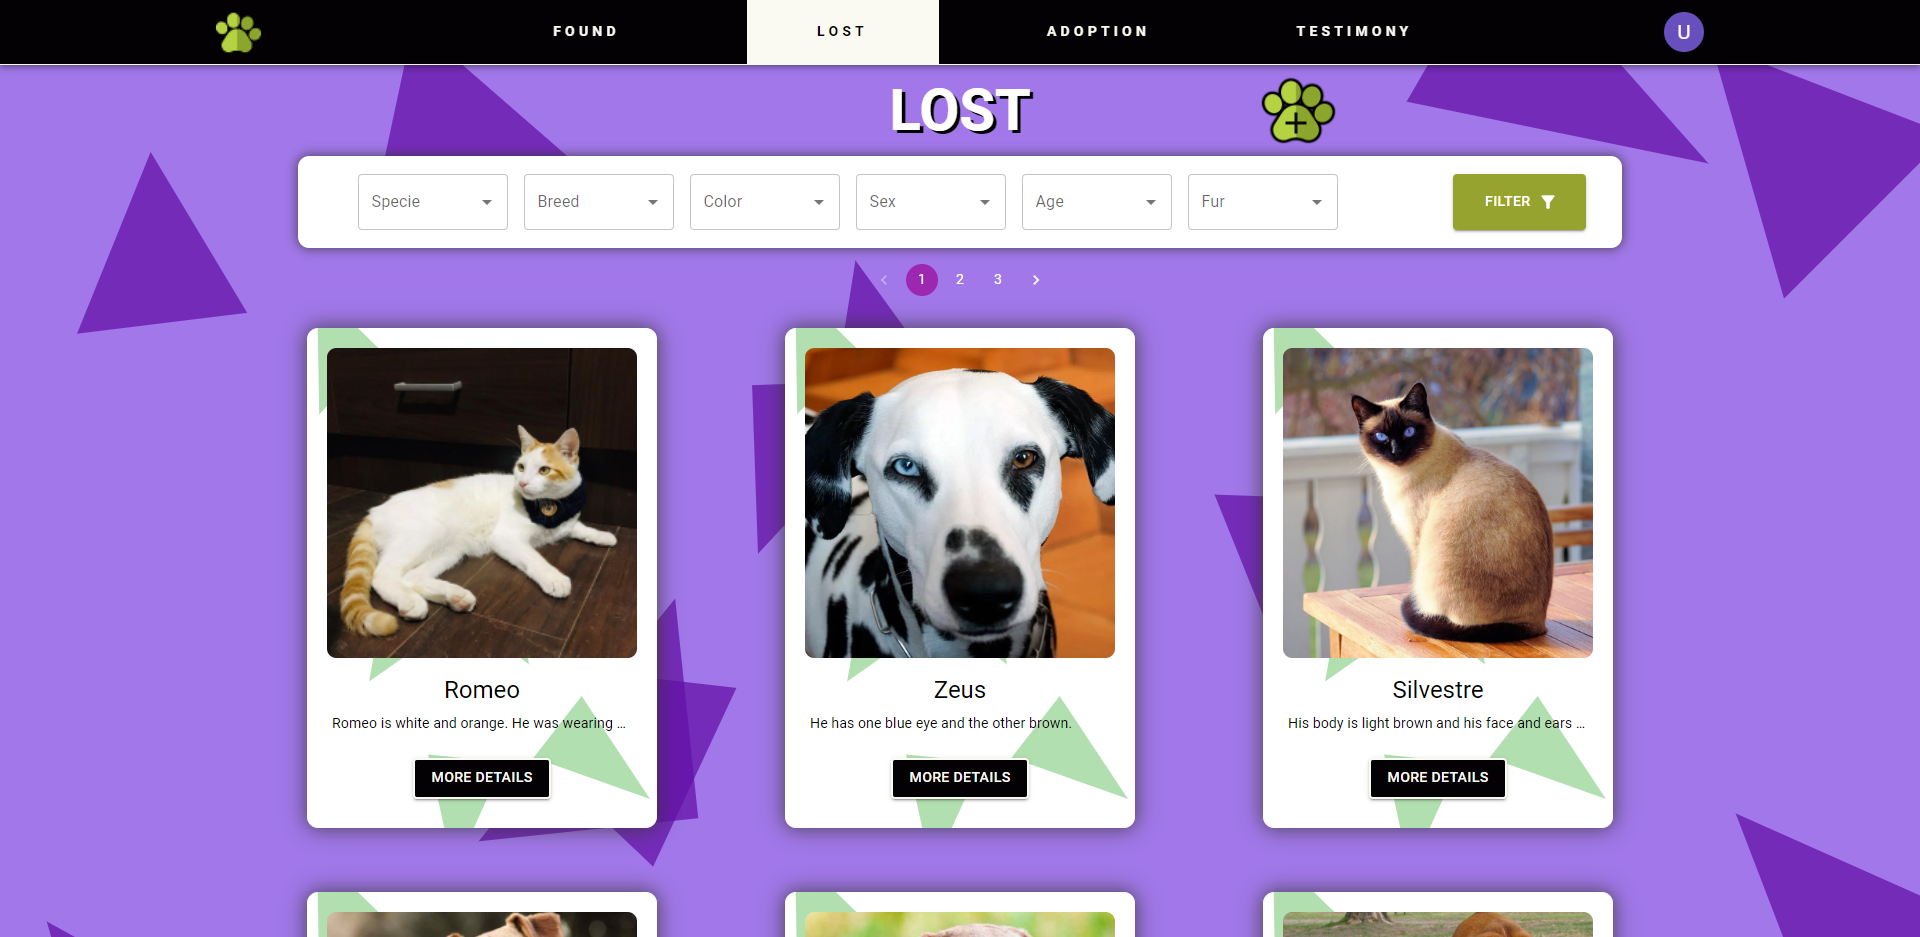 FOUND
LOST
ADOPTION
TESTIMONY
U
LOST
Specie
Breed
Color
Sex
Age
Fur
FILTER
1
2
3
Romeo
Romeo is white and orange. He was wearing ...
MORE DETAILS
Zeus
He has one blue eye and the other brown.
MORE DETAILS
Silvestre
His body is light brown and his face and ears ...
MORE DETAILS